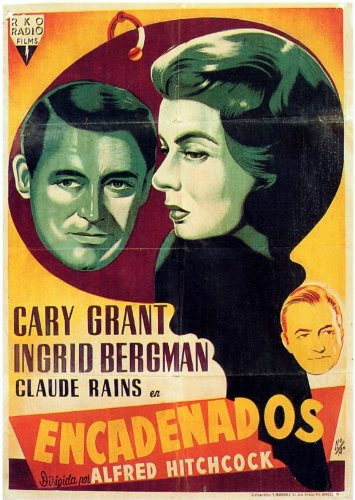 RKO
RADIO
FILMS
CARY GRANT
INGRID BERGMAN
CLAUDE RAINS en
ENCADENADOS
Dirigida por ALFRED HITCHCOCK